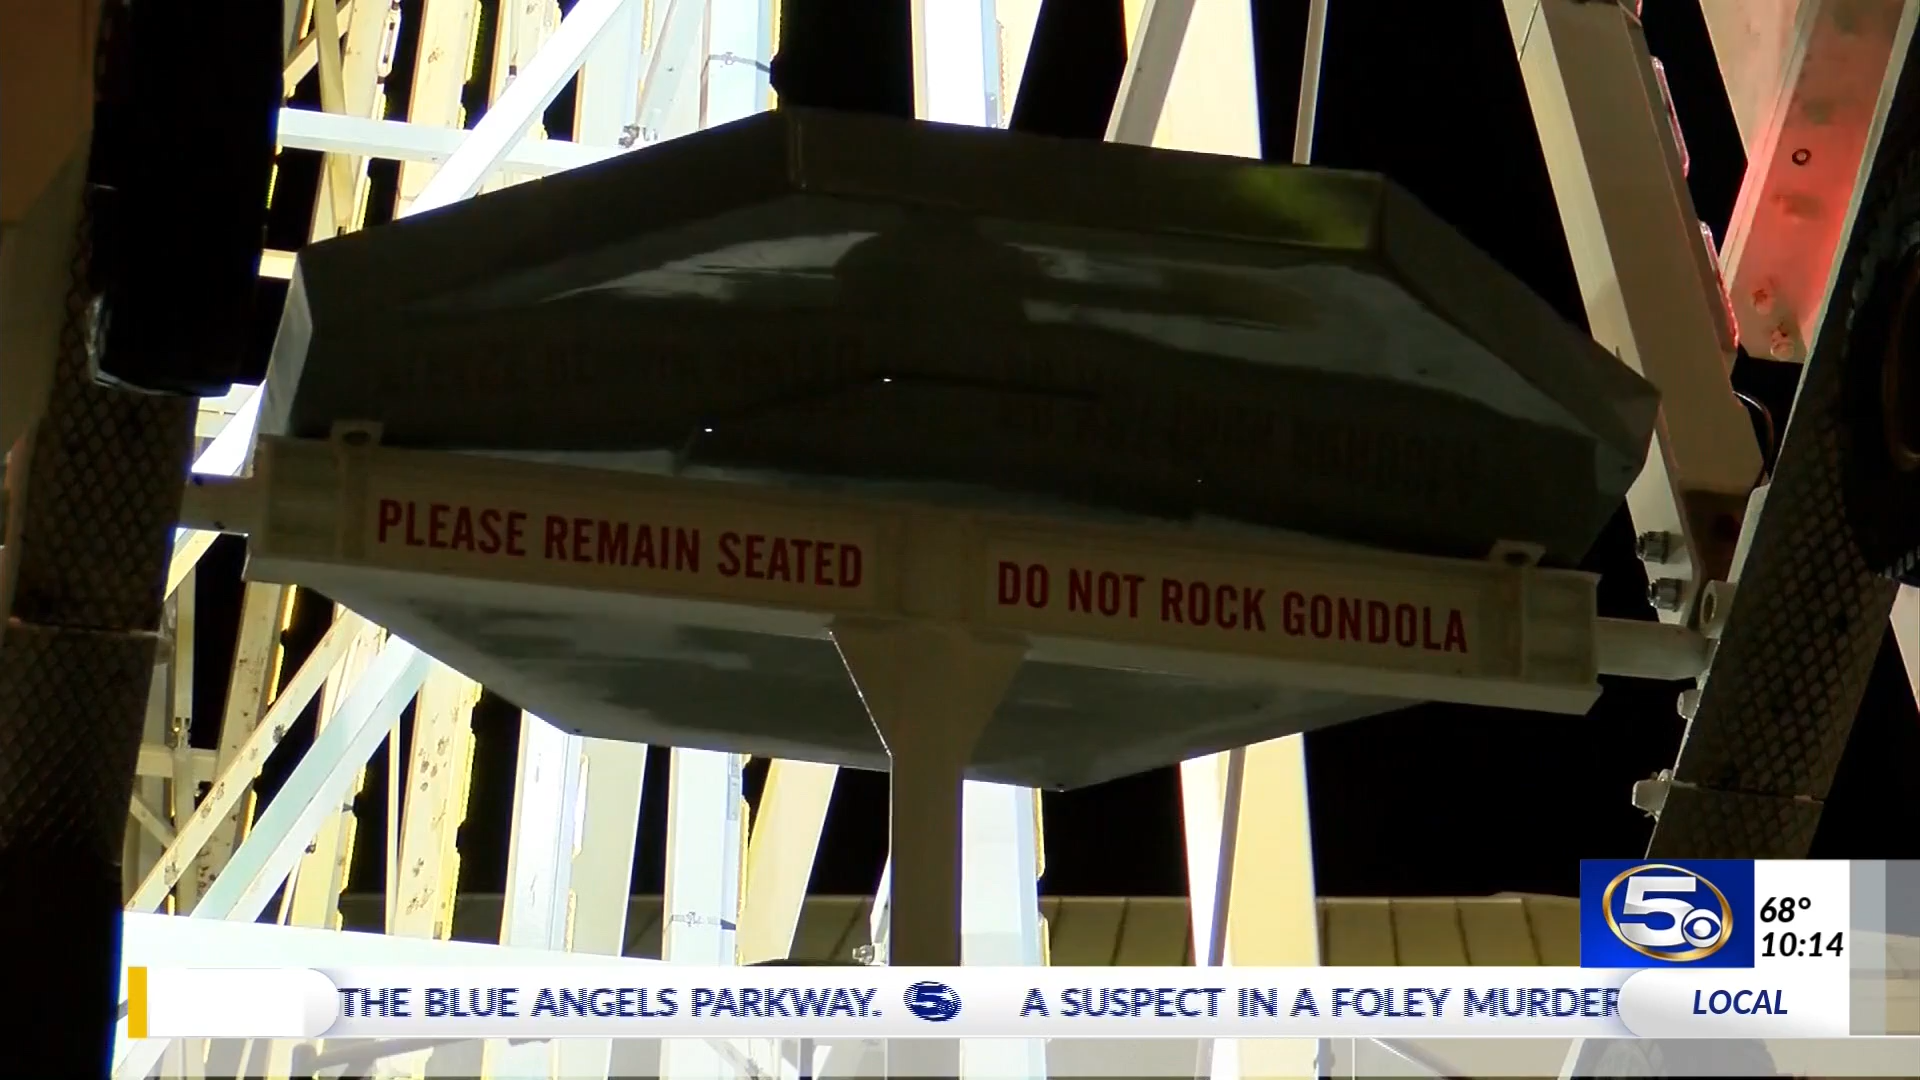 PLEASE REMAIN SEATED
DO NOT ROCK GONDOLA
5
68°
10:14
THE BLUE ANGELS PARKWAY. 5 A SUSPECT IN A FOLEY MURDER
LOCAL